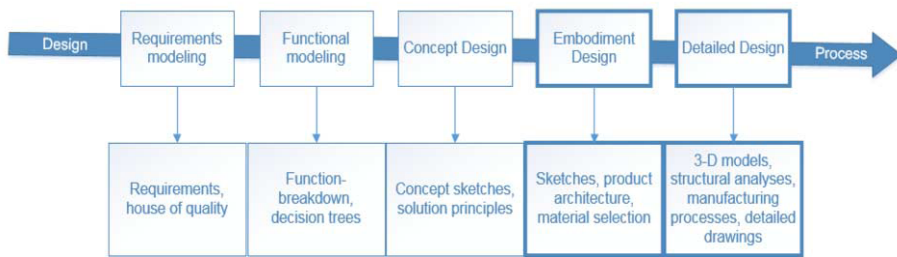 Design
Requirements
modeling
Functional
modeling
Concept Design
Embodiment
Design
Detailed Design
Process
Requirements,
house of quality
Function-
breakdown,
decision trees
Concept sketches,
solution principles
Sketches, product
architecture,
material selection
3-D models,
structural analyses,
manufacturing
processes, detailed
drawings